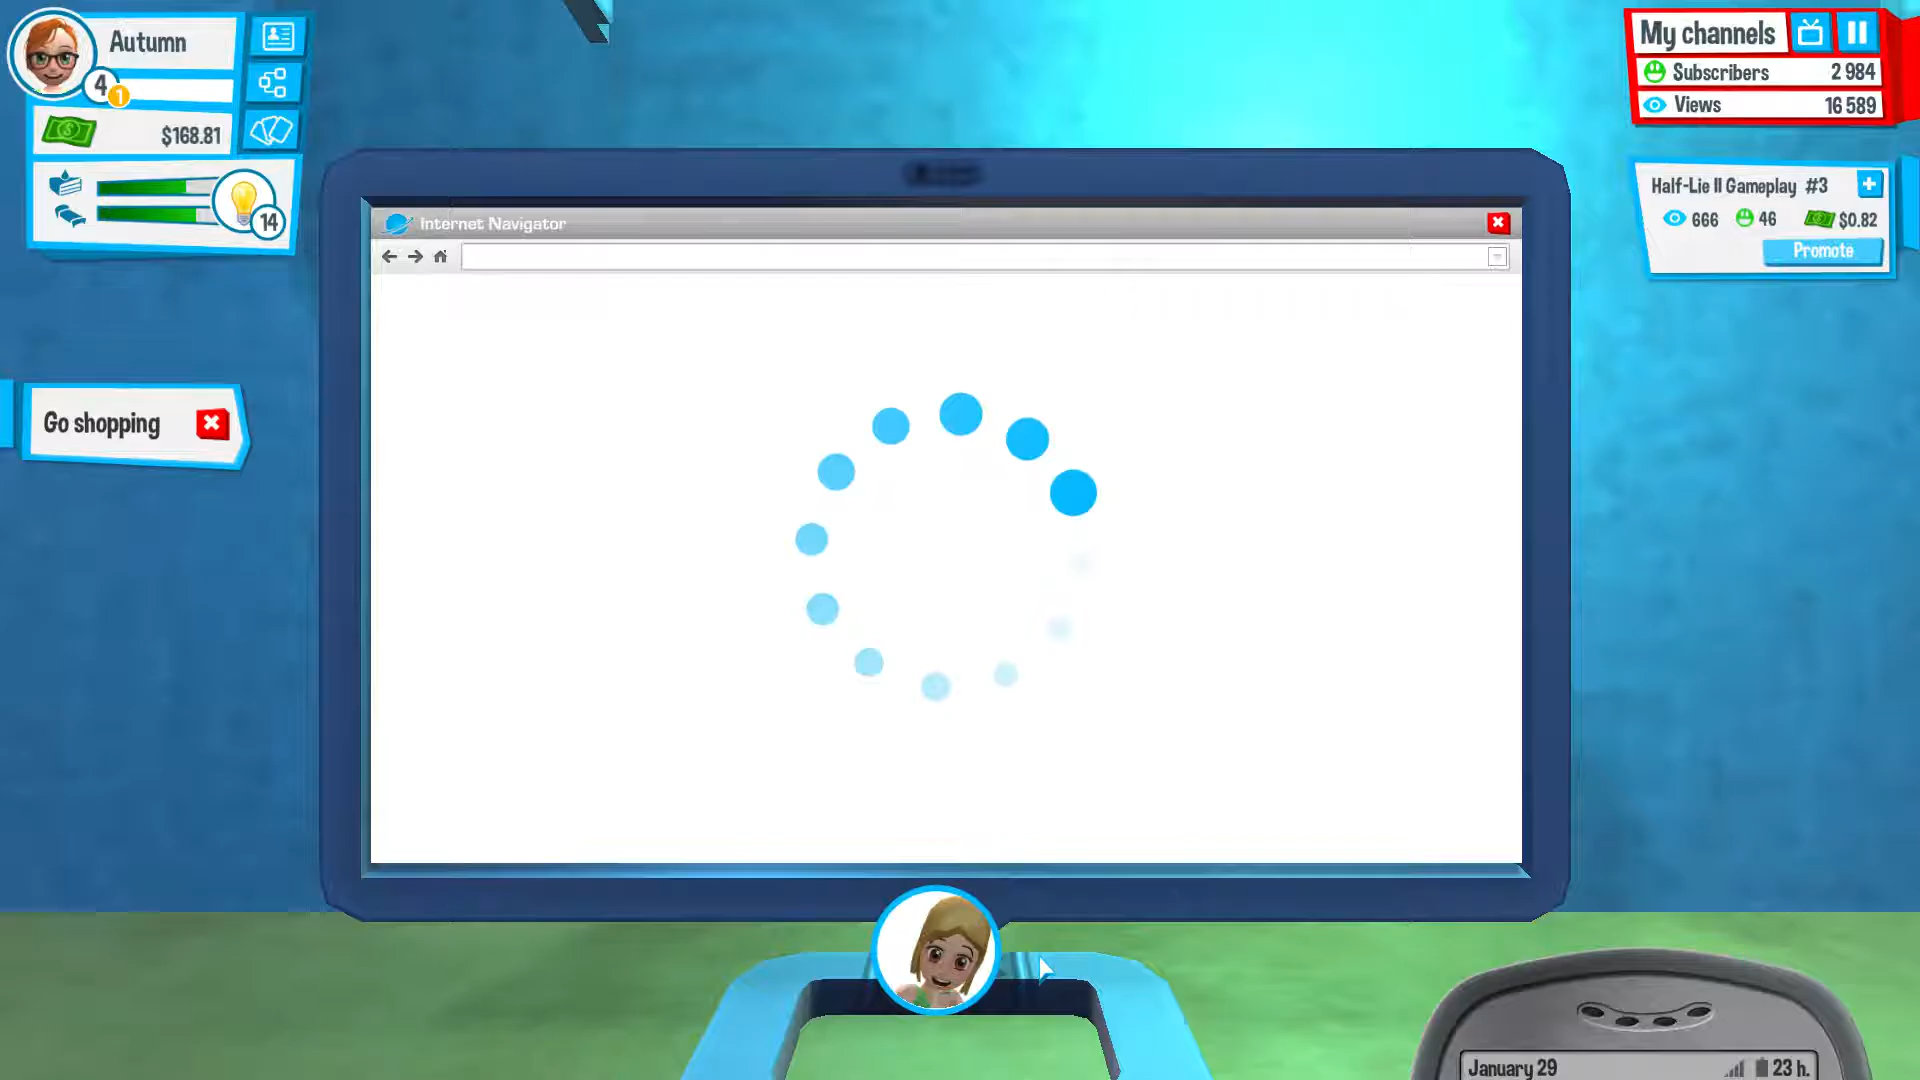 Autumn
4
1
$168.81
14
Go shopping
Internet Navigator
My channels
Subscribers 2 984
Views 16 589
Half-Lie II Gameplay #3
666 46 $0.82
Promote
January 29 23 h.